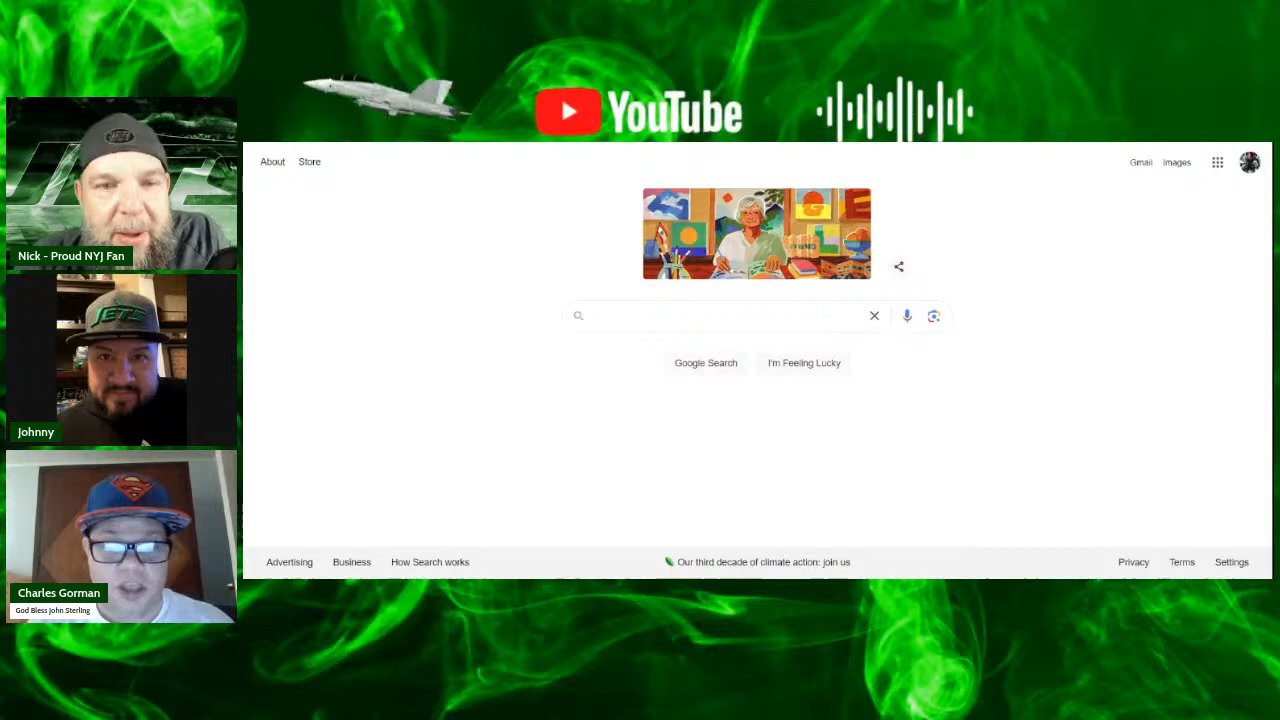 YouTube
About Store
Gmail Images
Google Search I'm Feeling Lucky
Advertising Business How Search works
Our third decade of climate action: join us
Privacy Terms Settings
JETS
Nick - Proud NYJ Fan
JETS
Johnny
Charles Gorman
God Bless John Sterling